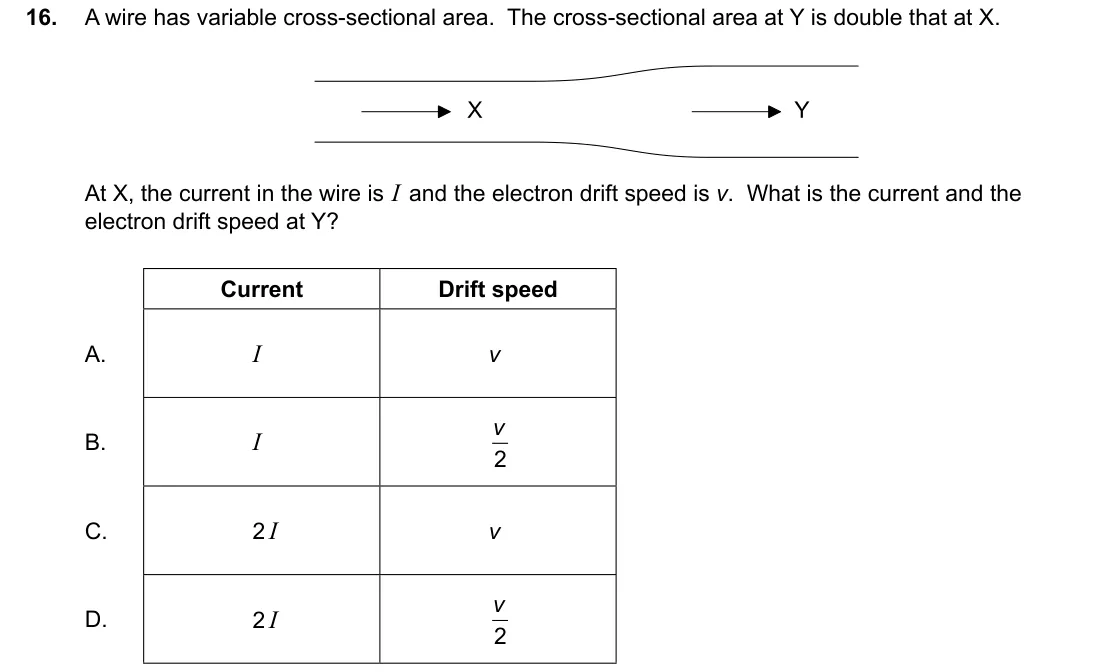 16. A wire has variable cross-sectional area. The cross-sectional area at Y is double that at X.
X Y
At X, the current in the wire is I and the electron drift speed is v. What is the current and the
electron drift speed at Y?
Current Drift speed
A. I v
B. I v/2
C. 2I v
D. 2I v/2